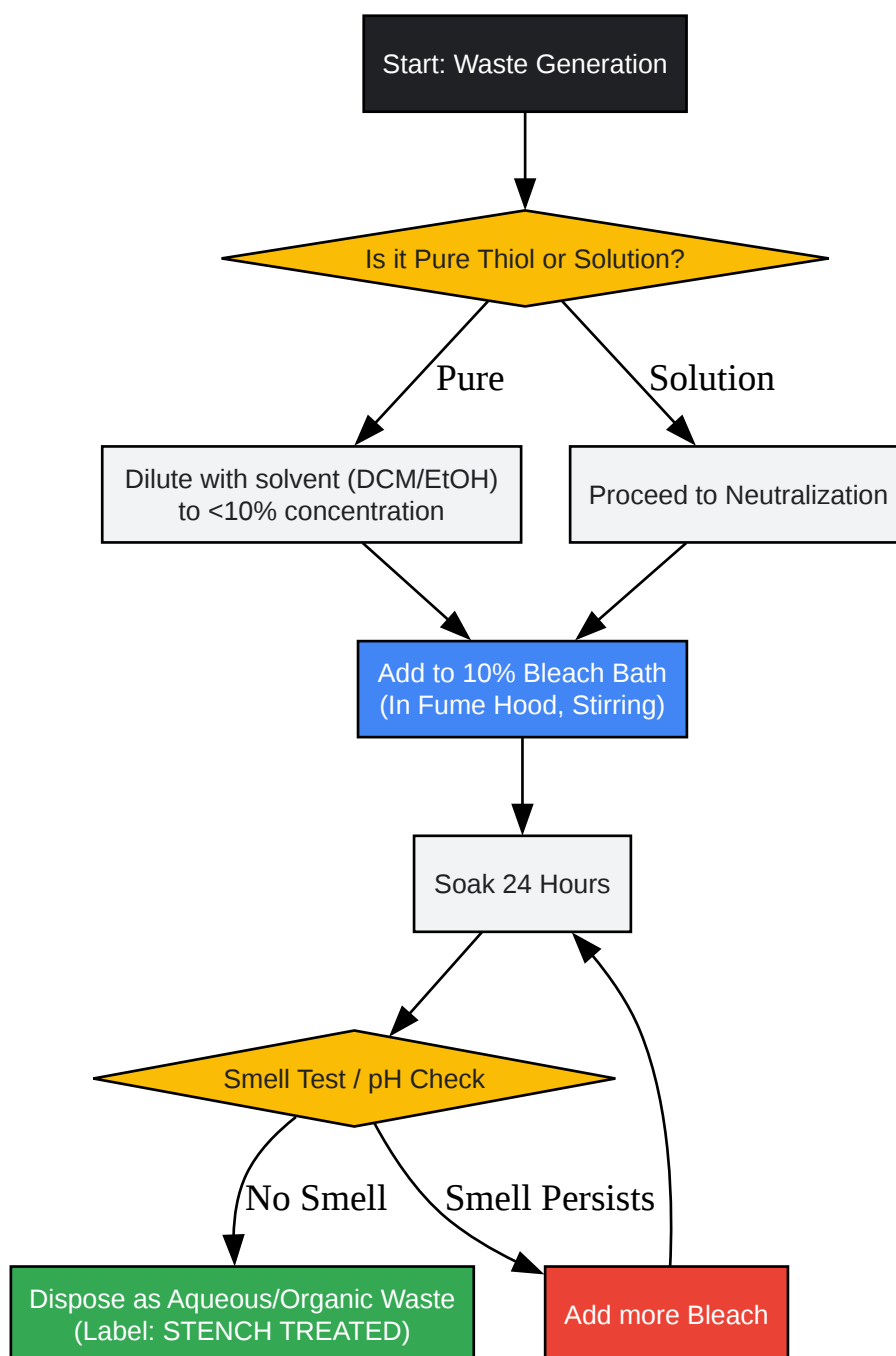 Start: Waste Generation
Is it Pure Thiol or Solution?
Pure
Solution
Dilute with solvent (DCM/EtOH)
to <10% concentration
Proceed to Neutralization
Add to 10% Bleach Bath
(In Fume Hood, Stirring)
Soak 24 Hours
Smell Test / pH Check
No Smell
Smell Persists
Dispose as Aqueous/Organic Waste
(Label: STENCH TREATED)
Add more Bleach